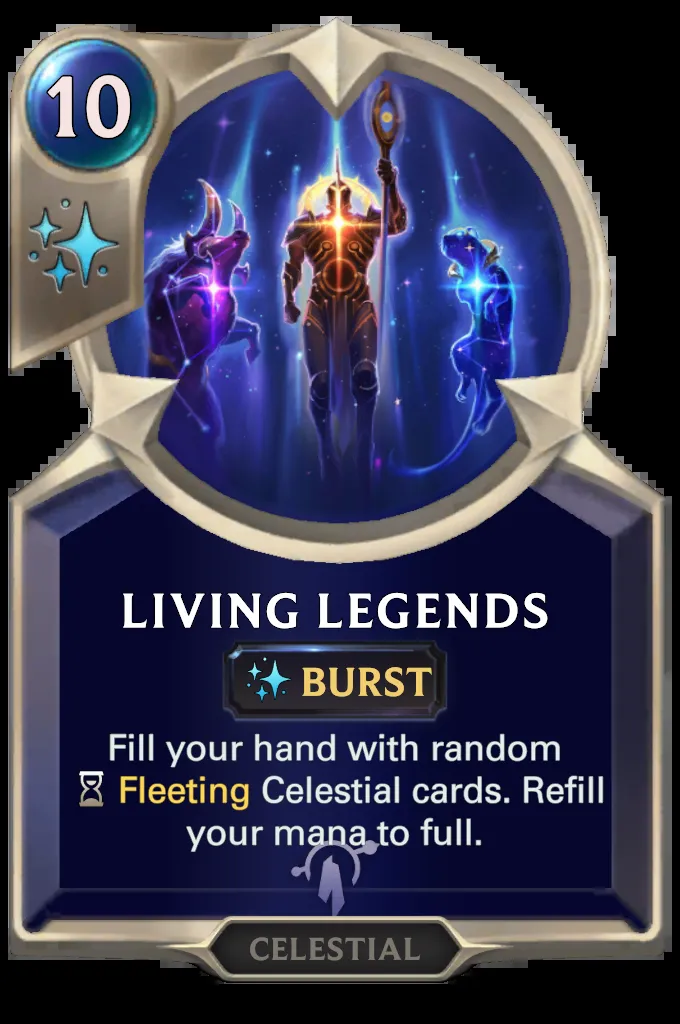 10
LIVING LEGENDS
BURST
Fill your hand with random
Fleeting Celestial cards. Refill
your mana to full.
CELESTIAL